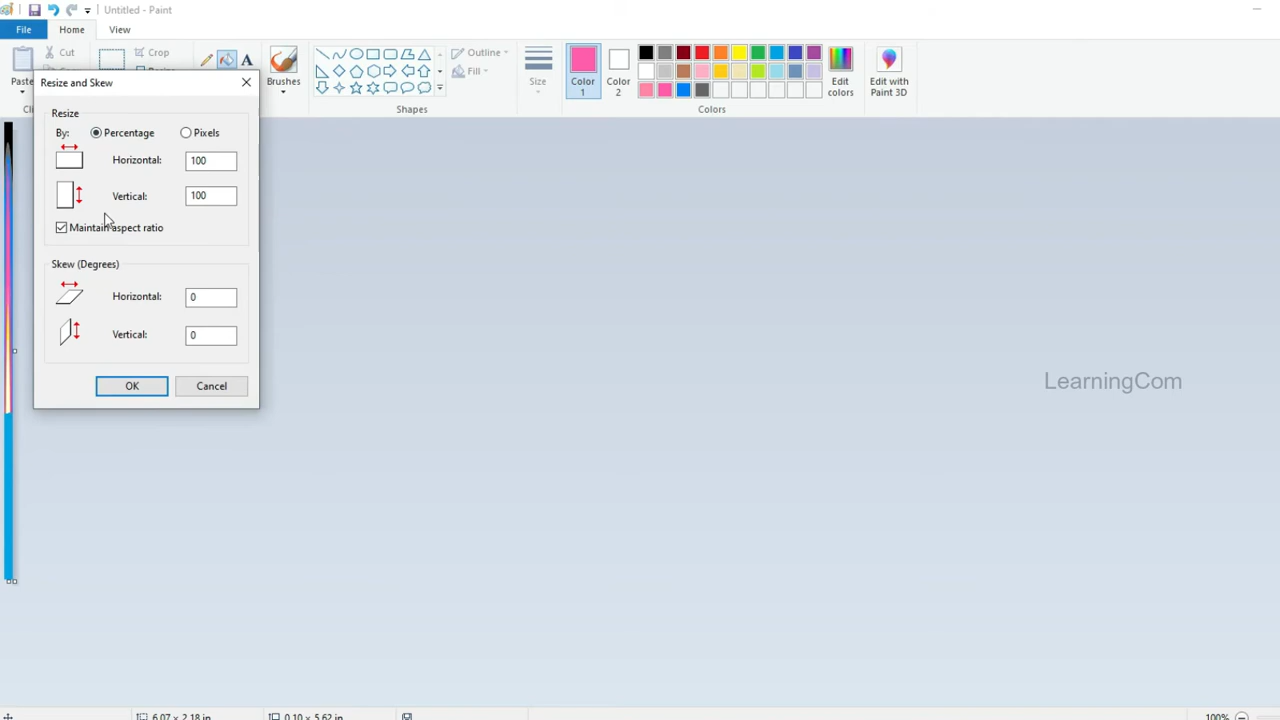 Untitled - Paint
File
Home
View
Paste
Cut
Crop
Brushes
Shapes
Outline
Fill
Size
Color 1
Color 2
Edit colors
Edit with Paint 3D
Colors
Resize and Skew
Resize
By:
Percentage
Pixels
Horizontal:
100
Vertical:
100
Maintain aspect ratio
Skew (Degrees)
Horizontal:
0
Vertical:
0
OK
Cancel
LearningCom
6.07 × 2.18 in
0.10 × 5.62 in
100%